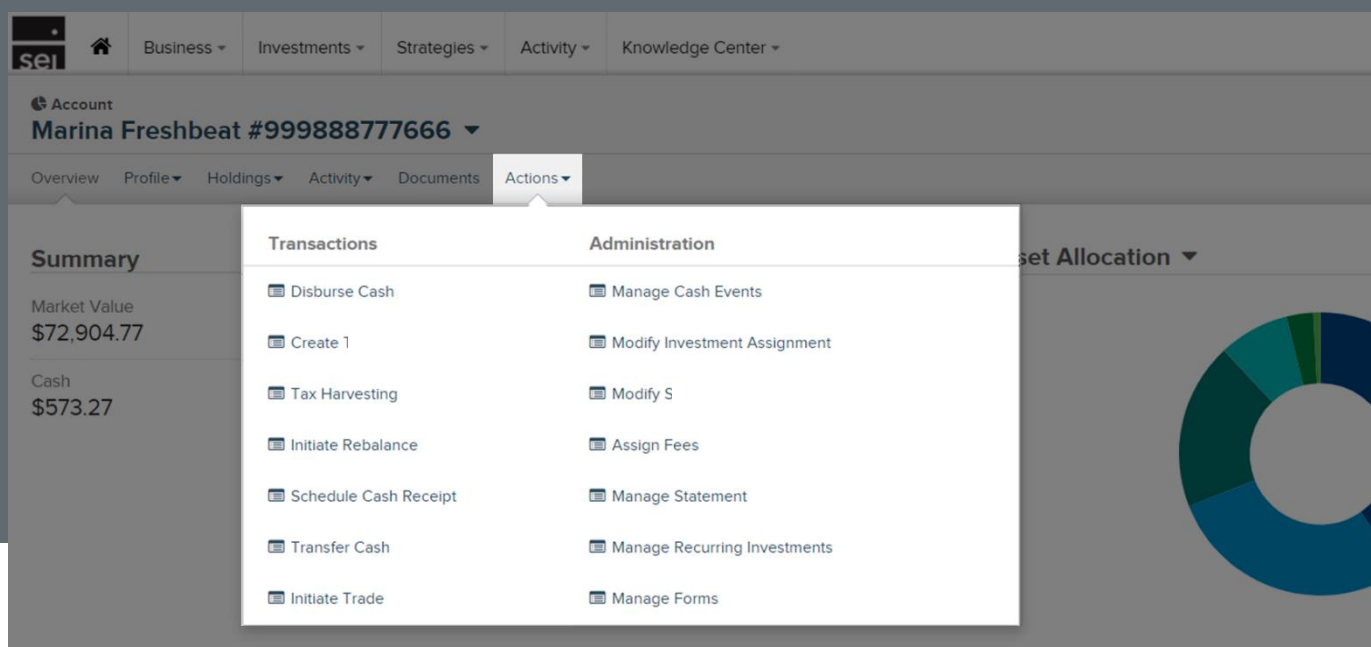 sei
Business Investments Strategies Activity Knowledge Center
Account
Marina Freshbeat #999888777666
Overview Profile Holdings Activity Documents Actions
Transactions Administration
Summary
set Allocation
Disburse Cash Manage Cash Events
Market Value
$72,904.77
Create Modify Investment Assignment
Cash
$573.27
Tax Harvesting Modify S
Initiate Rebalance Assign Fees
Schedule Cash Receipt Manage Statement
Transfer Cash Manage Recurring Investments
Initiate Trade Manage Forms